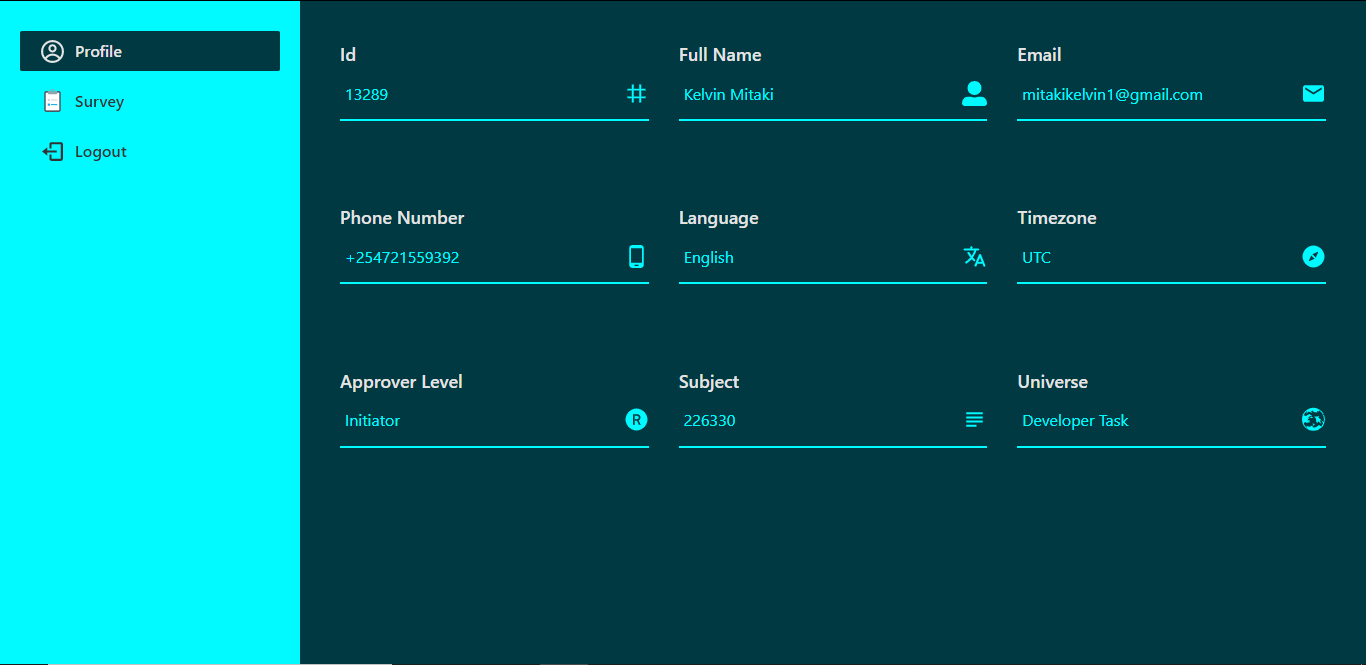 Profile
Survey
Logout
Id Full Name Email
13289 Kelvin Mitaki mitakikelvin1@gmail.com
Phone Number Language Timezone
+254721559392 English UTC
Approver Level Subject Universe
Initiator R 226330 Developer Task